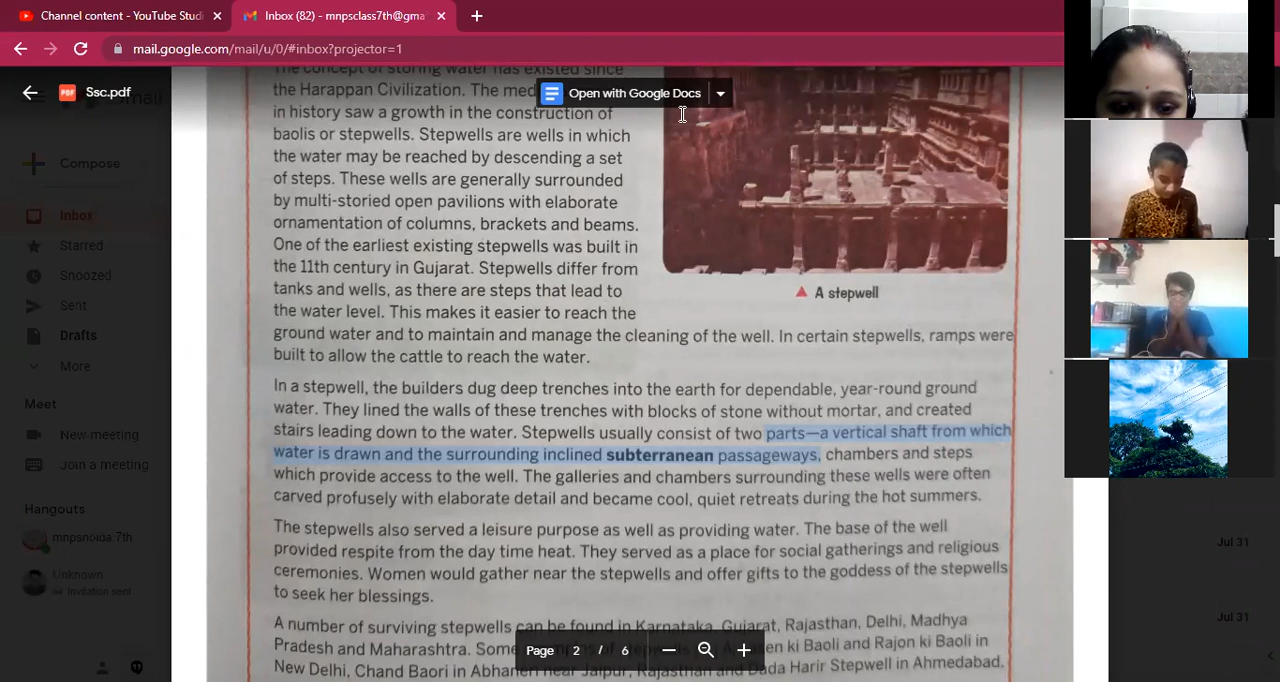 Channel content - YouTube Studi
Inbox (82) - mnpsclass7th@gma
mail.google.com/mail/u/0/#inbox?projector=1
Ssc.pdf
Open with Google Docs
Compose
Inbox
Starred
Snoozed
Sent
Drafts
More
Meet
New meeting
Join a meeting
Hangouts
mnpsnoida.7th
Unknown
Invitation sent
The concept of storing water has existed since
the Harappan Civilization. The
in history saw a growth in the construction of
baolis or stepwells. Stepwells are wells in which
the water may be reached by descending a set
of steps. These wells are generally surrounded
by multi-storied open pavilions with elaborate
ornamentation of columns, brackets and beams.
One of the earliest existing stepwells was built in
the 11th century in Gujarat. Stepwells differ from
tanks and wells, as there are steps that lead to
the water level. This makes it easier to reach the
ground water and to maintain and manage the cleaning of the well. In certain stepwells, ramps were
built to allow the cattle to reach the water.
▲ A stepwell
In a stepwell, the builders dug deep trenches into the earth for dependable, year-round ground
water. They lined the walls of these trenches with blocks of stone without mortar, and created
stairs leading down to the water. Stepwells usually consist of two parts—a vertical shaft from which
water is drawn and the surrounding inclined subterranean passageways, chambers and steps
which provide access to the well. The galleries and chambers surrounding these wells were often
carved profusely with elaborate detail and became cool, quiet retreats during the hot summers.
The stepwells also served a leisure purpose as well as providing water. The base of the well
provided respite from the day time heat. They served as a place for social gatherings and religious
ceremonies. Women would gather near the stepwells and offer gifts to the goddess of the stepwells
to seek her blessings.
A number of surviving stepwells can be found in Karnataka, Gujarat, Rajasthan, Delhi, Madhya
Pradesh and Maharashtra. Some ki Baoli and Rajon ki Baoli in
New Delhi, Chand Baori in Abhaneri near Jaipur, Rajasthan and Dada Harir Stepwell in Ahmedabad.
Page 2 / 6
Jul 31
Jul 31